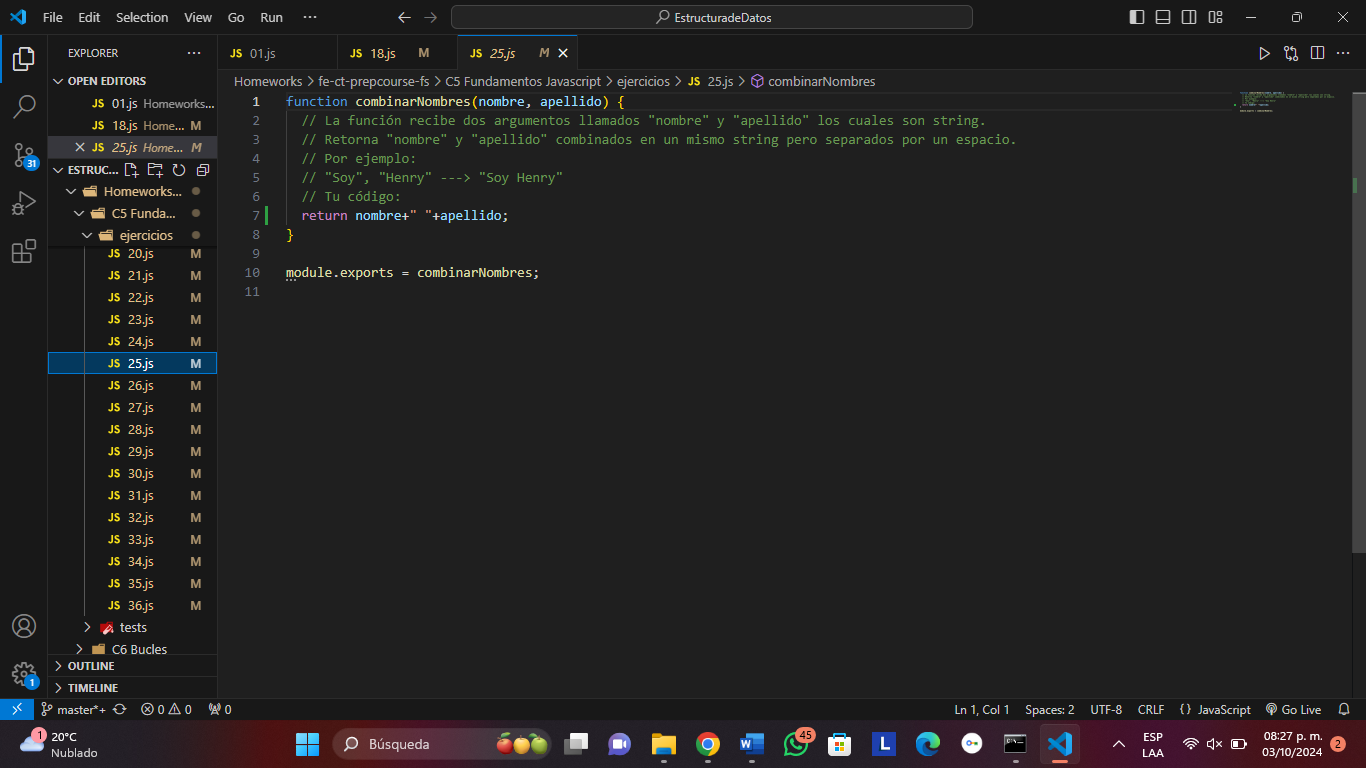 File Edit Selection View Go Run ···
EstructuradeDatos
EXPLORER ···
OPEN EDITORS
JS 01.js Homeworks...
JS 18.js Home... M
JS 25.js Home... M
ESTRUC...
Homeworks...
C5 Funda...
ejercicios
JS 20.js M
JS 21.js M
JS 22.js M
JS 23.js M
JS 24.js M
JS 25.js M
JS 26.js M
JS 27.js M
JS 28.js M
JS 29.js M
JS 30.js M
JS 31.js M
JS 32.js M
JS 33.js M
JS 34.js M
JS 35.js M
JS 36.js M
tests
C6 Bucles
OUTLINE
TIMELINE
31
1
JS 01.js JS 18.js M JS 25.js M
Homeworks > fe-ct-prepcourse-fs > C5 Fundamentos Javascript > ejercicios > JS 25.js > combinarNombres
1 function combinarNombres(nombre, apellido) {
2 // La función recibe dos argumentos llamados "nombre" y "apellido" los cuales son string.
3 // Retorna "nombre" y "apellido" combinados en un mismo string pero separados por un espacio.
4 // Por ejemplo:
5 // "Soy", "Henry" ---> "Soy Henry"
6 // Tu código:
7 return nombre+" "+apellido;
8 }
9
10 module.exports = combinarNombres;
11
master*+ 0 0 0
Ln 1, Col 1 Spaces: 2 UTF-8 CRLF {} JavaScript Go Live
1
20°C
Nublado
Búsqueda
45
L
ESP
LAA
08:27 p. m.
03/10/2024
2